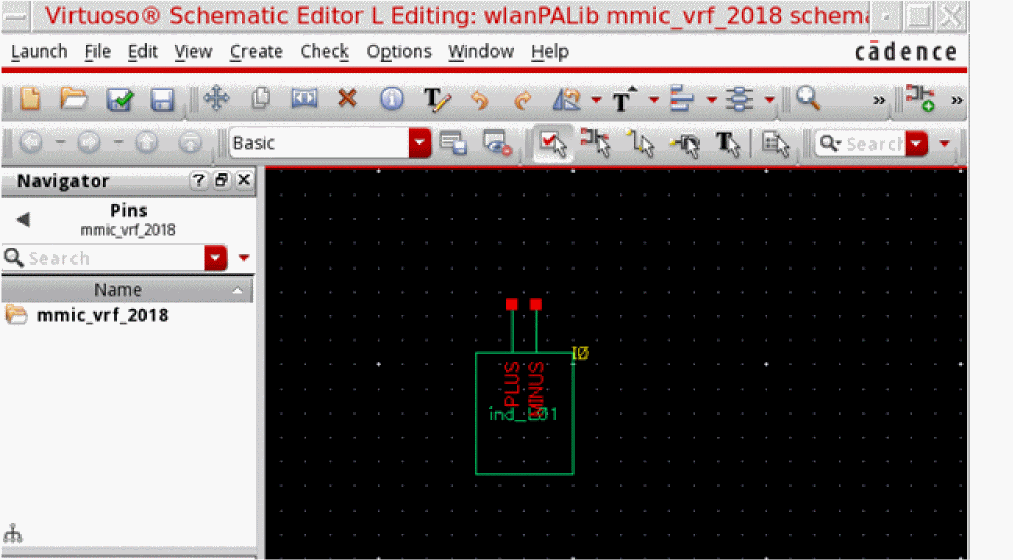 Virtuoso® Schematic Editor L Editing: wlanPALib mmic_vrf_2018 schema
Launch File Edit View Create Check Options Window Help cādence
»
»
Basic
Search
Navigator
Pins
mmic_vrf_2018
Search
Name
mmic_vrf_2018
I0
PLUS
MINUS
ind_L01